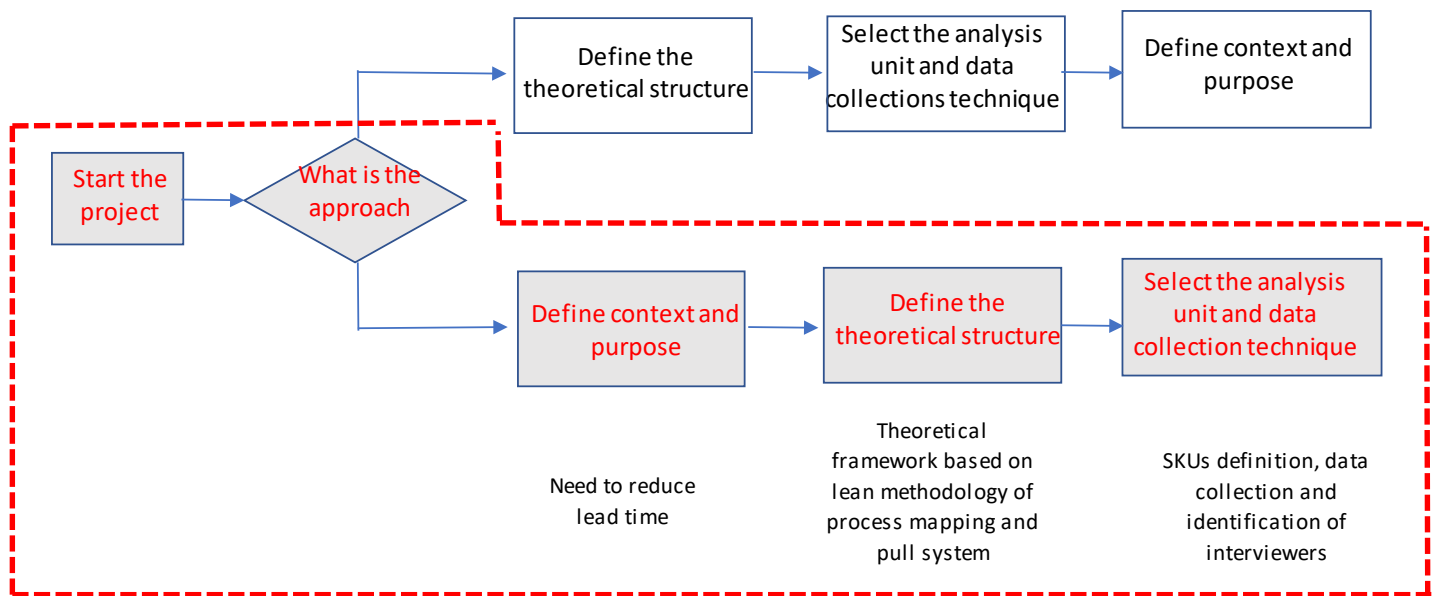 Define the
theoretical structure
Select the analysis
unit and data
collections technique
Define context and
purpose
Start the
project
What is the
approach
Define context and
purpose
Define the
theoretical structure
Select the analysis
unit and data
collection technique
Need to reduce
lead time
Theoretical
framework based on
lean methodology of
process mapping and
pull system
SKUs definition, data
collection and
identification of
interviewers